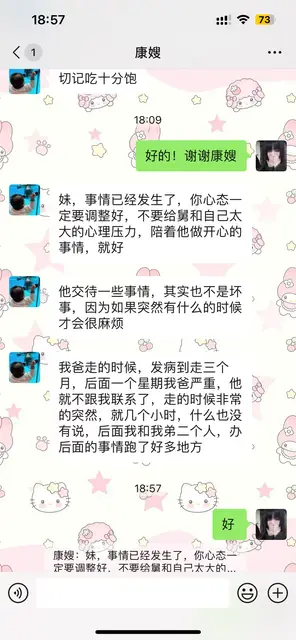 18:57
73
1
康嫂
切记吃十分饱
18:09
好的！谢谢康嫂
妹，事情已经发生了，你心态一
定要调整好，不要给舅和自己太
大的心理压力，陪着他做开心的
事情，就好
他交待一些事情，其实也不是坏
事，因为如果突然有什么的时候
才会很麻烦
我爸走的时候，发病到走三个
月，后面一个星期我爸严重，他
就不跟我联系了，走的时候非常
的突然，就几个小时，什么也没
有说，后面我和我弟二个人，办
后面的事情跑了好多地方
18:57
好
康嫂：妹，事情已经发生了，你心态一
定要调整好，不要给舅和自己太大的...